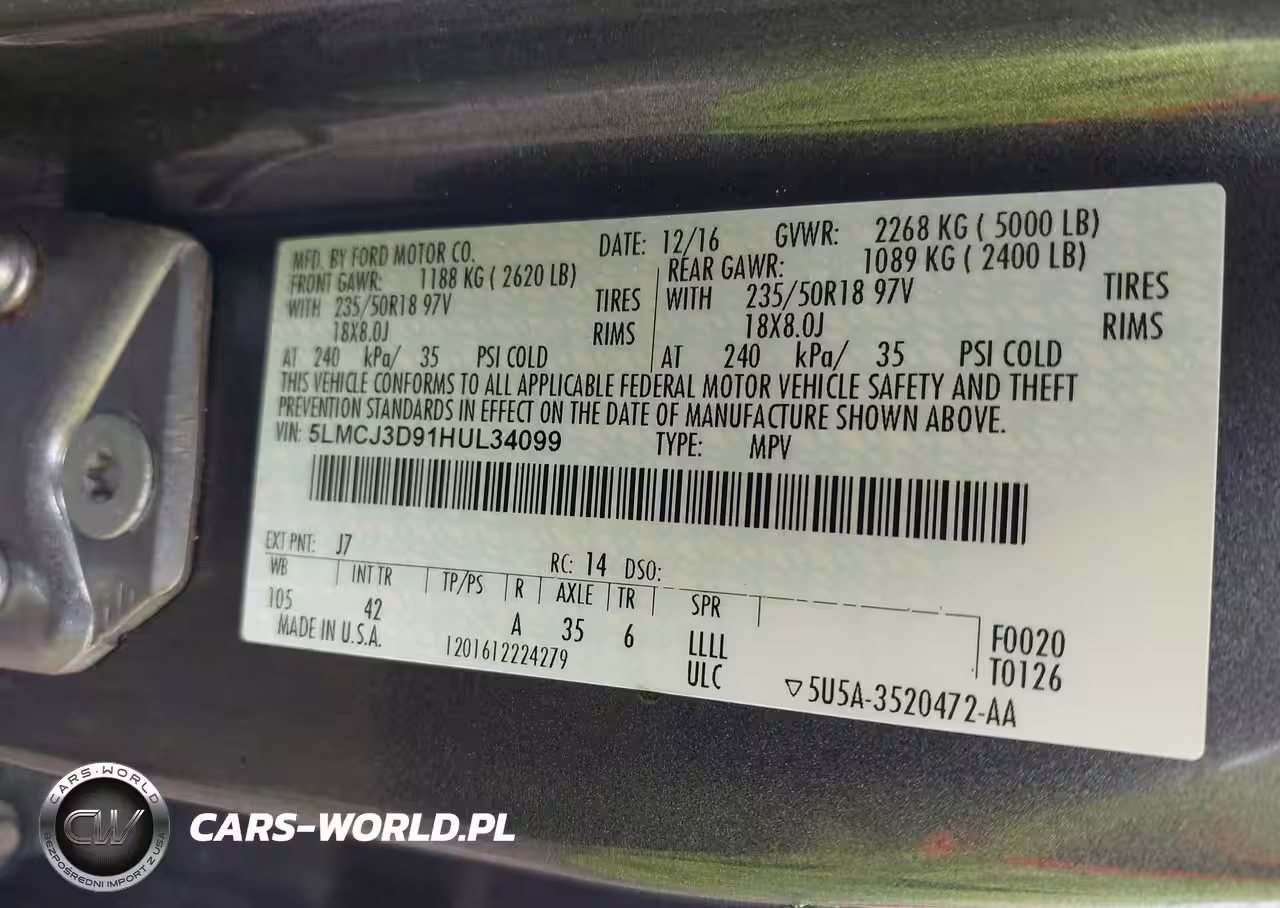 MFD. BY FORD MOTOR CO. DATE: 12/16 GVWR: 2268 KG ( 5000 LB)
FRONT GAWR: 1188 KG ( 2620 LB) REAR GAWR: 1089 KG ( 2400 LB)
WITH 235/50R18 97V TIRES WITH 235/50R18 97V TIRES
18X8.0J RIMS 18X8.0J RIMS
AT 240 kPa/ 35 PSI COLD AT 240 kPa/ 35 PSI COLD
THIS VEHICLE CONFORMS TO ALL APPLICABLE FEDERAL MOTOR VEHICLE SAFETY AND THEFT
PREVENTION STANDARDS IN EFFECT ON THE DATE OF MANUFACTURE SHOWN ABOVE.
VIN: 5LMCJ3D91HUL34099 TYPE: MPV
EXT PNT: J7 RC: 14 DSO:
WB INT TR TP/PS R AXLE TR SPR
105 42 A 35 6 LLLL F0020
MADE IN U.S.A. 1201612224279 ULC T0126
5U5A-3520472-AA
CARS-WORLD
CW
BEZPOŚREDNI IMPORT Z USA
CARS-WORLD.PL